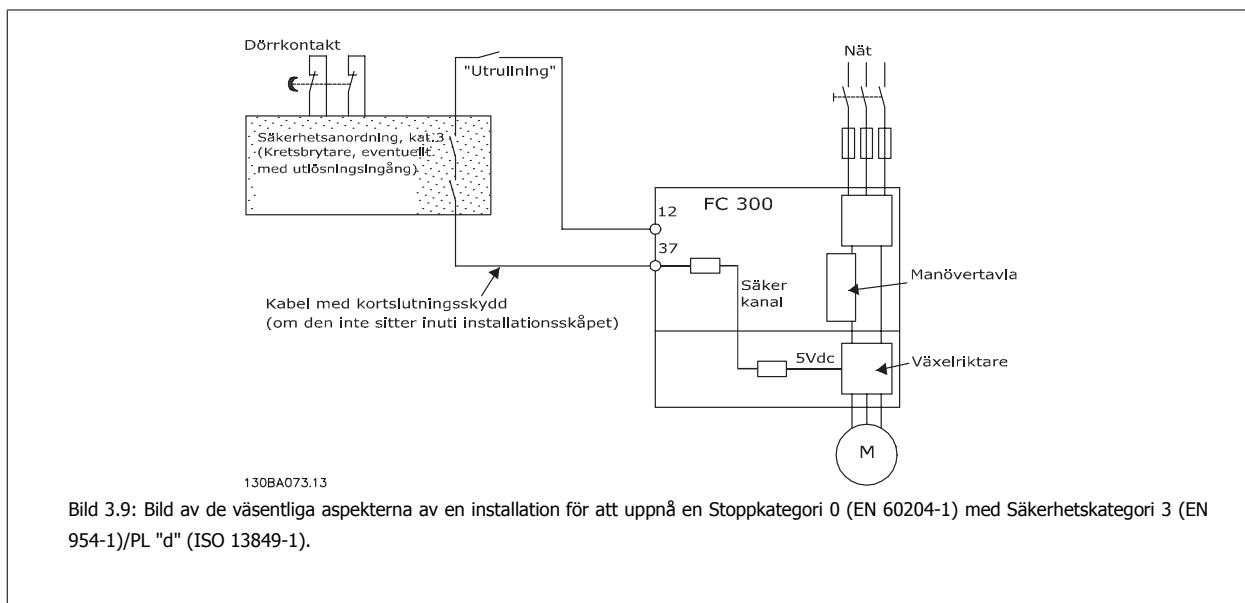 Dörrkontakt
Nät
"Utrullning"
Säkerhetsanordning, kat.3
(Kretsbrytare, eventuellt
med utlösningsingång)
12
FC 300
37
Säker
kanal
Manövertavla
Kabel med kortslutningsskydd
(om den inte sitter inuti installationsskåpet)
5Vdc
Växelriktare
M
130BA073.13
Bild 3.9: Bild av de väsentliga aspekterna av en installation för att uppnå en Stoppkategori 0 (EN 60204-1) med Säkerhetskategori 3 (EN
954-1)/PL "d" (ISO 13849-1).